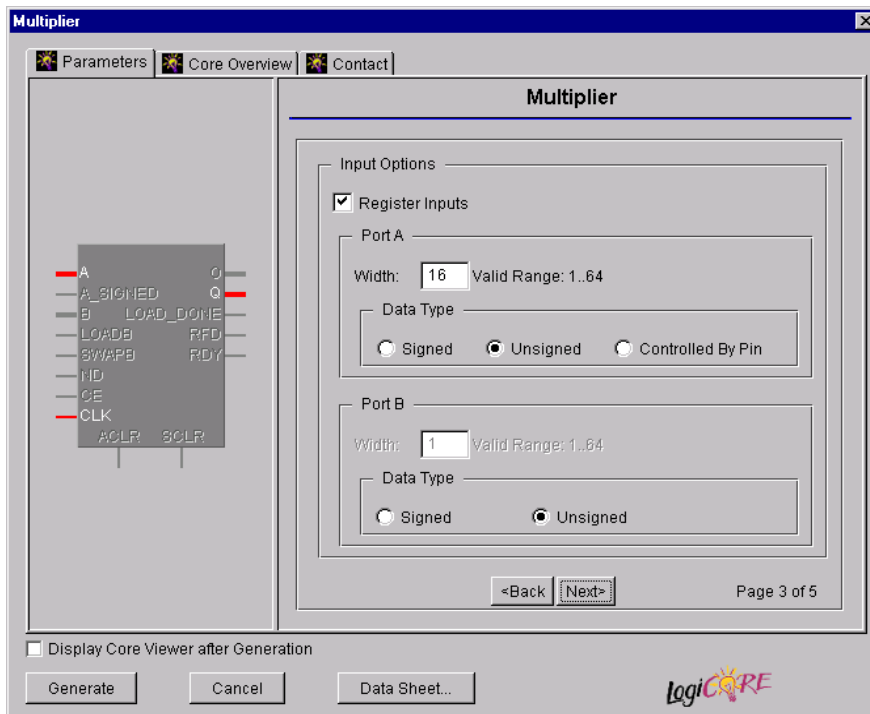 Multiplier
Parameters
Core Overview
Contact
A
A_SIGNED
B
LOADB
SWAPB
ND
CE
CLK
O
Q
LOAD_DONE
RFD
RDY
ACLR SCLR
Multiplier
Input Options
Register Inputs
Port A
Width: 16 Valid Range: 1..64
Data Type
Signed Unsigned Controlled By Pin
Port B
Width: 1 Valid Range: 1..64
Data Type
Signed Unsigned
<Back Next> Page 3 of 5
Display Core Viewer after Generation
Generate Cancel Data Sheet...
LogiCORE